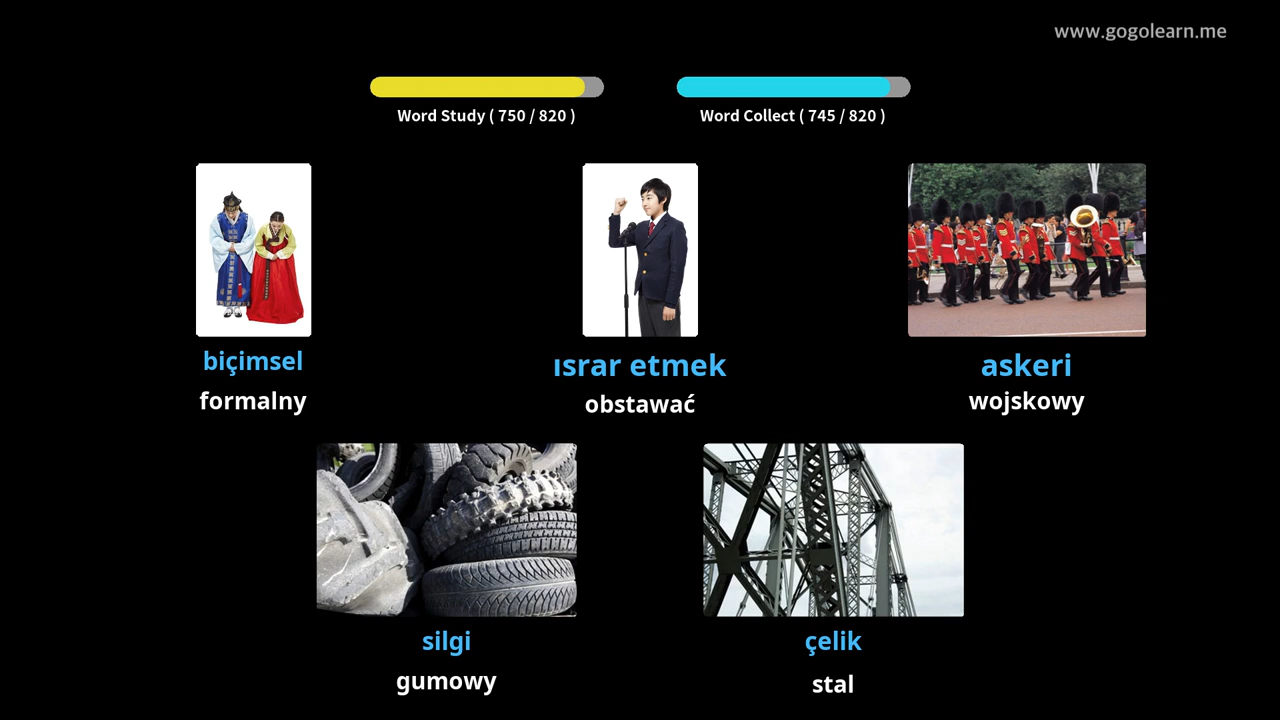 www.gogolearn.me
Word Study ( 750 / 820 )
Word Collect ( 745 / 820 )
biçimsel
formalny
ısrar etmek
obstawać
askeri
wojskowy
silgi
gumowy
çelik
stal